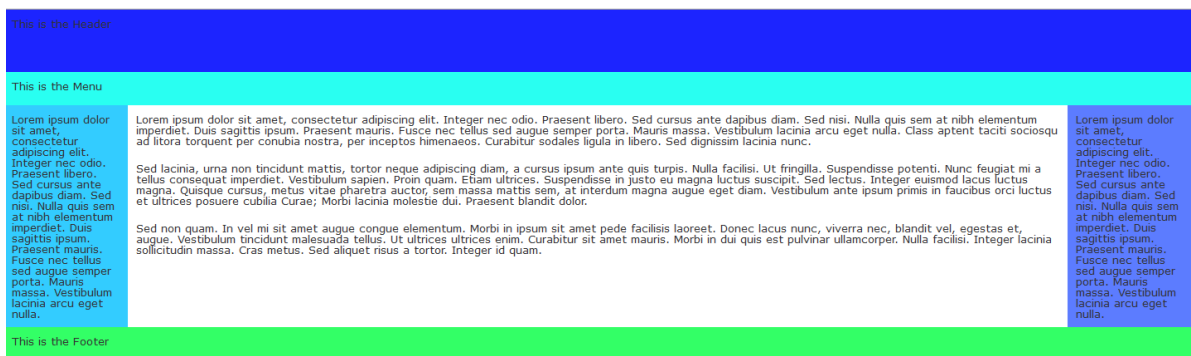 This is the Header
This is the Menu
Lorem ipsum dolor
sit amet,
consectetur
adipiscing elit.
Integer nec odio.
Praesent libero.
Sed cursus ante
dapibus diam. Sed
nisi. Nulla quis sem
at nibh elementum
imperdiet. Duis
sagittis ipsum.
Praesent mauris.
Fusce nec tellus
sed augue semper
porta. Mauris
massa. Vestibulum
lacinia arcu eget
nulla.
Lorem ipsum dolor sit amet, consectetur adipiscing elit. Integer nec odio. Praesent libero. Sed cursus ante dapibus diam. Sed nisi. Nulla quis sem at nibh elementum
imperdiet. Duis sagittis ipsum. Praesent mauris. Fusce nec tellus sed augue semper porta. Mauris massa. Vestibulum lacinia arcu eget nulla. Class aptent taciti sociosqu
ad litora torquent per conubia nostra, per inceptos himenaeos. Curabitur sodales ligula in libero. Sed dignissim lacinia nunc.
Sed lacinia, urna non tincidunt mattis, tortor neque adipiscing diam, a cursus ipsum ante quis turpis. Nulla facilisi. Ut fringilla. Suspendisse potenti. Nunc feugiat mi a
tellus consequat imperdiet. Vestibulum sapien. Proin quam. Etiam ultrices. Suspendisse in justo eu magna luctus suscipit. Sed lectus. Integer euismod lacus luctus
magna. Quisque cursus, metus vitae pharetra auctor, sem massa mattis sem, at interdum magna augue eget diam. Vestibulum ante ipsum primis in faucibus orci luctus
et ultrices posuere cubilia Curae; Morbi lacinia molestie dui. Praesent blandit dolor.
Sed non quam. In vel mi sit amet augue congue elementum. Morbi in ipsum sit amet pede facilisis laoreet. Donec lacus nunc, viverra nec, blandit vel, egestas et,
augue. Vestibulum tincidunt malesuada tellus. Ut ultrices ultrices enim. Curabitur sit amet mauris. Morbi in dui quis est pulvinar ullamcorper. Nulla facilisi. Integer lacinia
sollicitudin massa. Cras metus. Sed aliquet risus a tortor. Integer id quam.
Lorem ipsum dolor
sit amet,
consectetur
adipiscing elit.
Integer nec odio.
Praesent libero.
Sed cursus ante
dapibus diam. Sed
nisi. Nulla quis sem
at nibh elementum
imperdiet. Duis
sagittis ipsum.
Praesent mauris.
Fusce nec tellus
sed augue semper
porta. Mauris
massa. Vestibulum
lacinia arcu eget
nulla.
This is the Footer